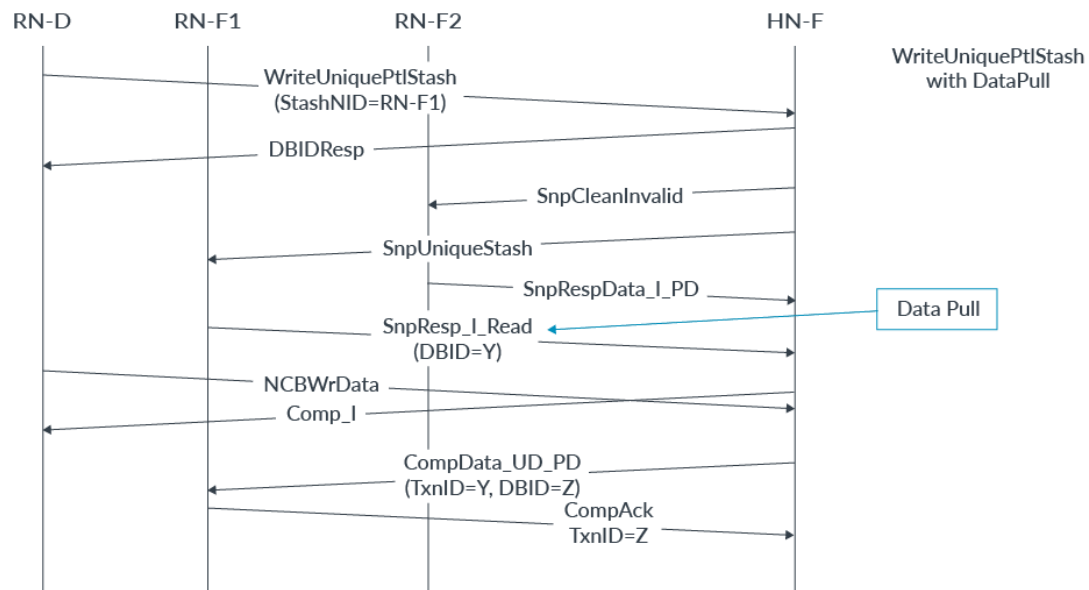 RN-D
RN-F1
RN-F2
HN-F
WriteUniquePtlStash
with DataPull
WriteUniquePtlStash
(StashNID=RN-F1)
DBIDResp
SnpCleanInvalid
SnpUniqueStash
SnpRespData_I_PD
Data Pull
SnpResp_I_Read
(DBID=Y)
NCBWrData
Comp_I
CompData_UD_PD
(TxnID=Y, DBID=Z)
CompAck
TxnID=Z